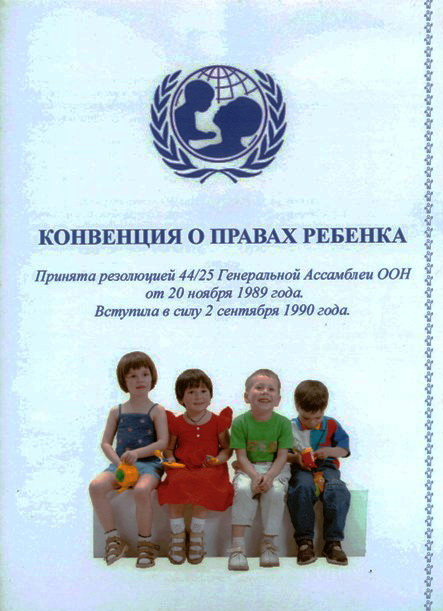 КОНВЕНЦИЯ О ПРАВАХ РЕБЕНКА
Принята резолюцией 44/25 Генеральной Ассамблеи ООН
от 20 ноября 1989 года.
Вступила в силу 2 сентября 1990 года.